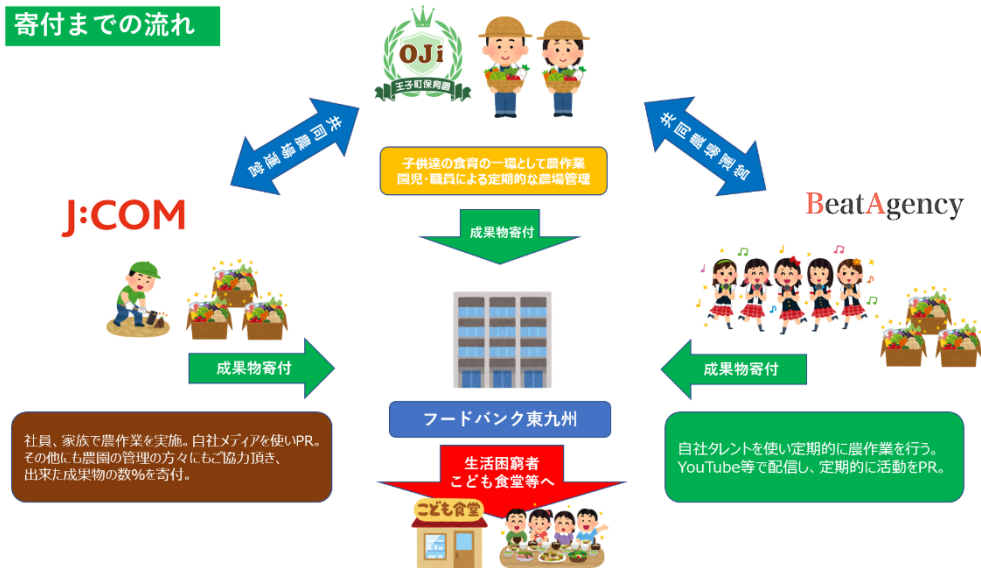 寄付までの流れ
OJi
王子町保育園
共同農場運営
共同農場運営
子供達の食育の一環として農作業
園児・職員による定期的な農場管理
J:COM
BeatAgency
成果物寄付
成果物寄付
成果物寄付
フードバンク東九州
社員、家族で農作業を実施。自社メディアを使いPR。
その他にも農園の管理の方々にもご協力頂き、
出来た成果物の数%を寄付。
自社タレントを使い定期的に農作業を行う。
YouTube等で配信し、定期的に活動をPR。
生活困窮者
こども食堂等へ
こども食堂